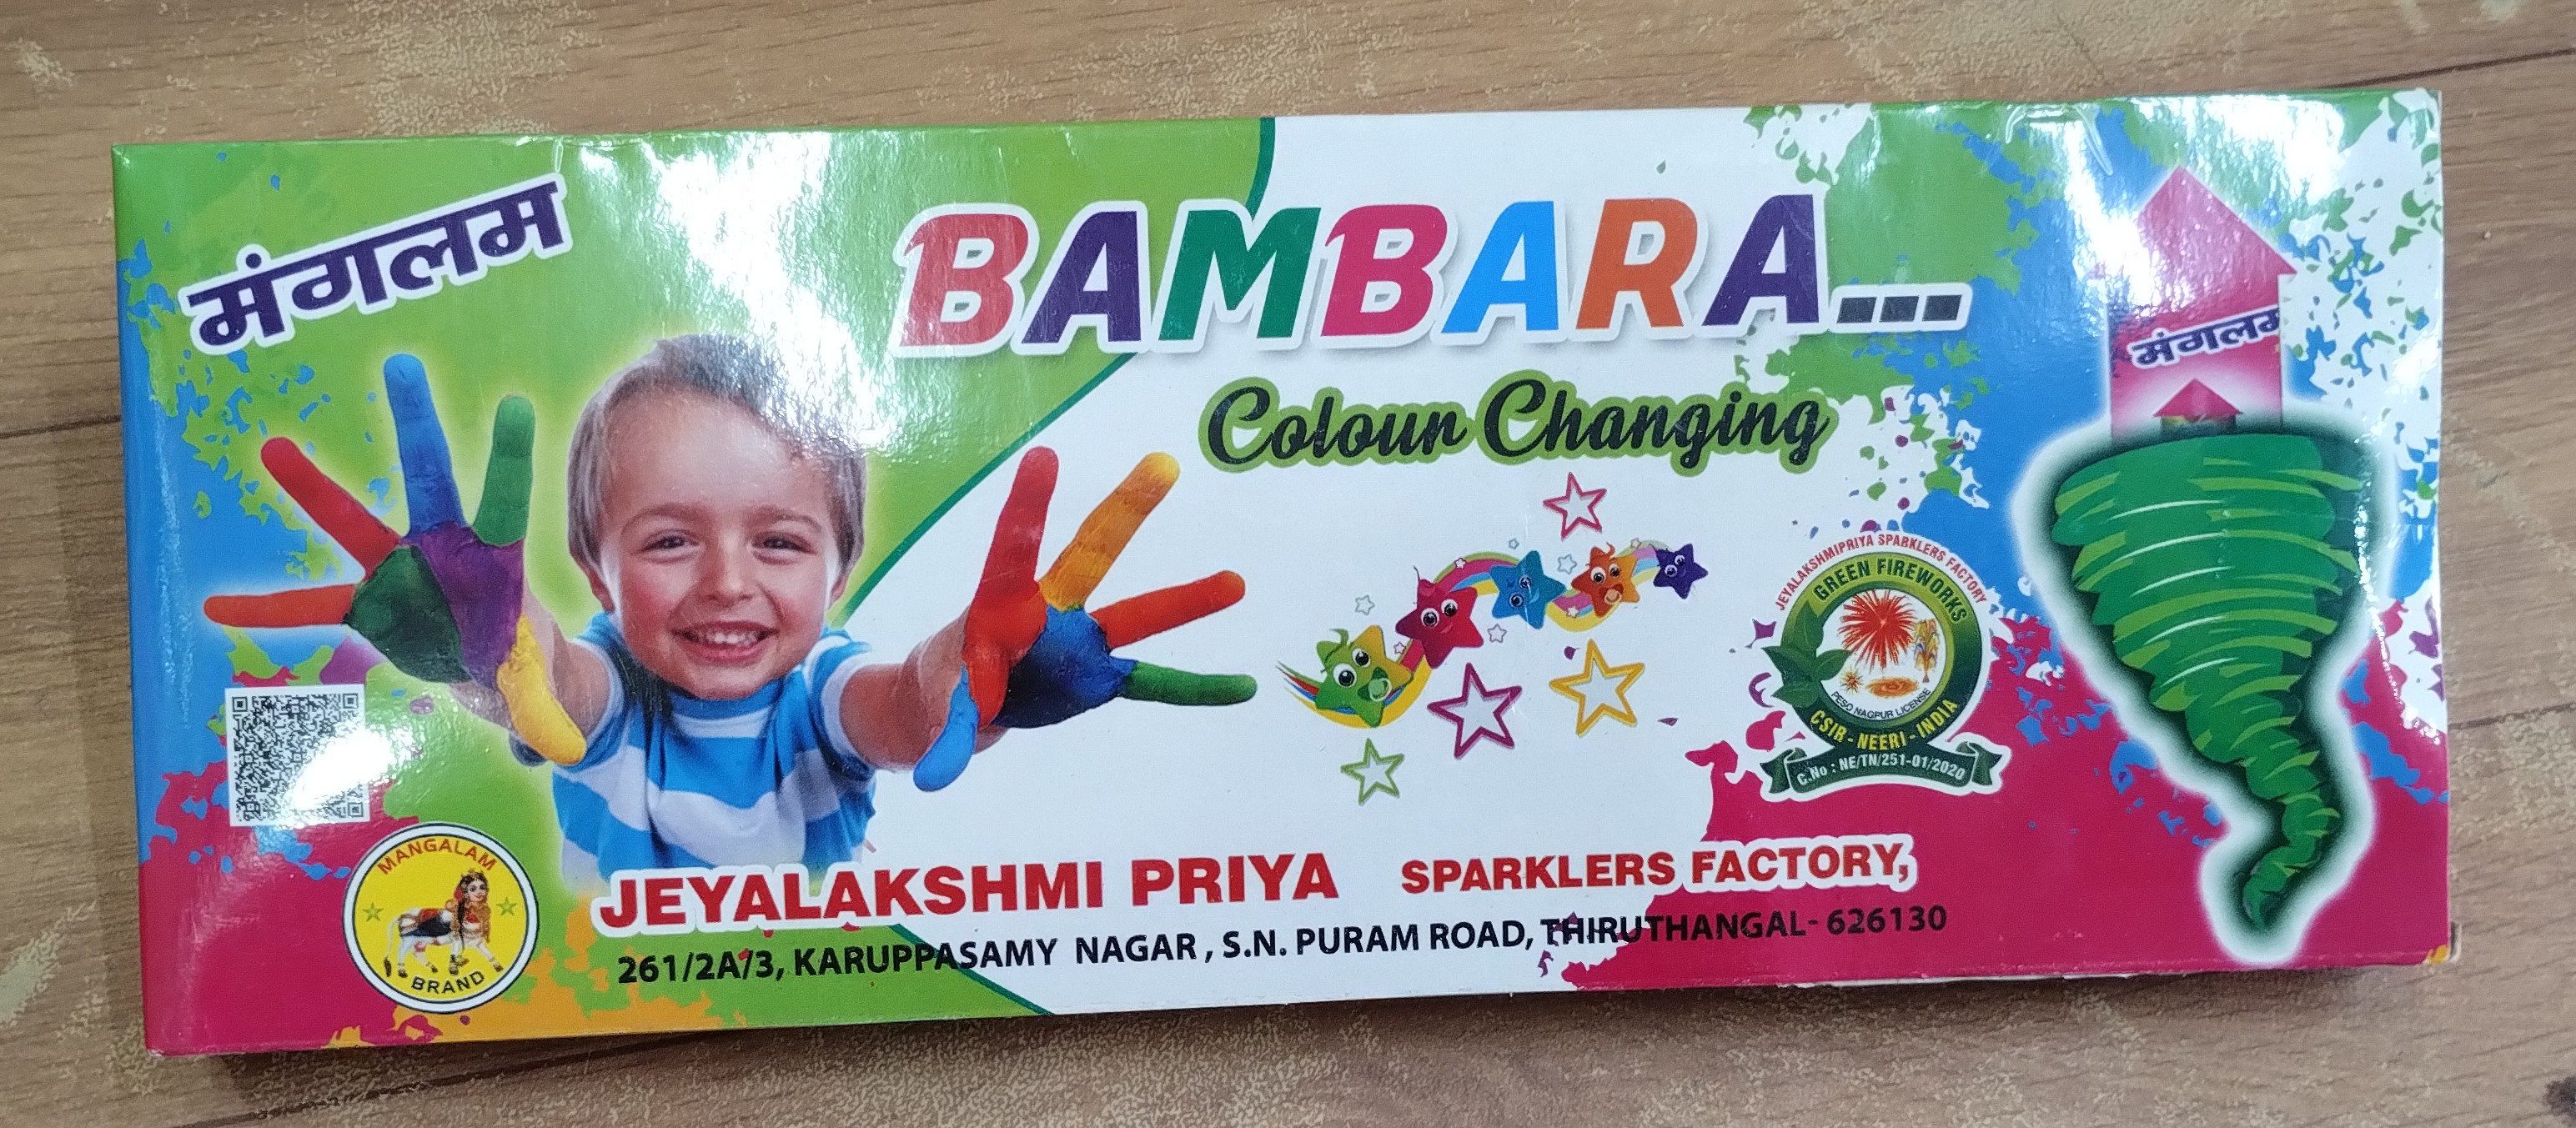 मंगलम
BAMBARA...
Colour Changing
मंगलम
JEYALAKSHMIPRIYA SPARKLERS FACTORY
GREEN FIREWORKS
PESO NAGPUR LICENSE
CSIR - NEERI - INDIA
C.No : NE/TN/251-01/2020
MANGALAM
BRAND
JEYALAKSHMI PRIYA SPARKLERS FACTORY,
261/2A/3, KARUPPASAMY NAGAR, S.N. PURAM ROAD, THIRUTHANGAL- 626130